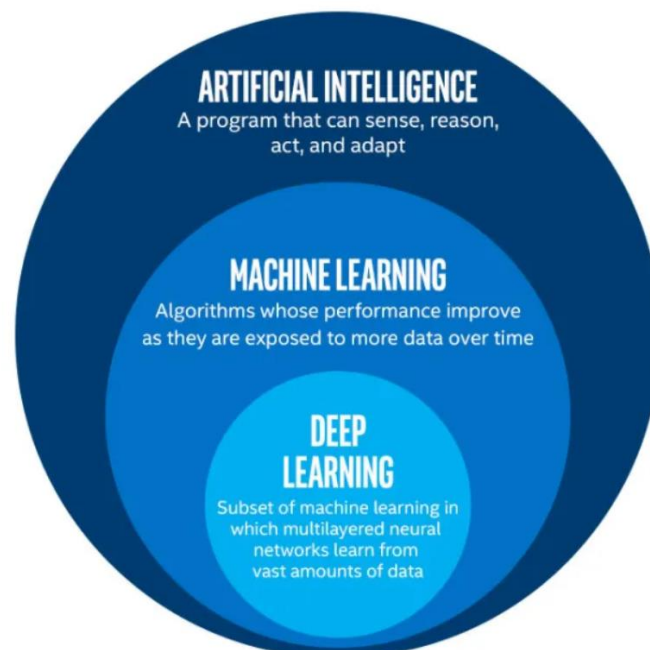 ARTIFICIAL INTELLIGENCE
A program that can sense, reason,
act, and adapt
MACHINE LEARNING
Algorithms whose performance improve
as they are exposed to more data over time
DEEP
LEARNING
Subset of machine learning in
which multilayered neural
networks learn from
vast amounts of data